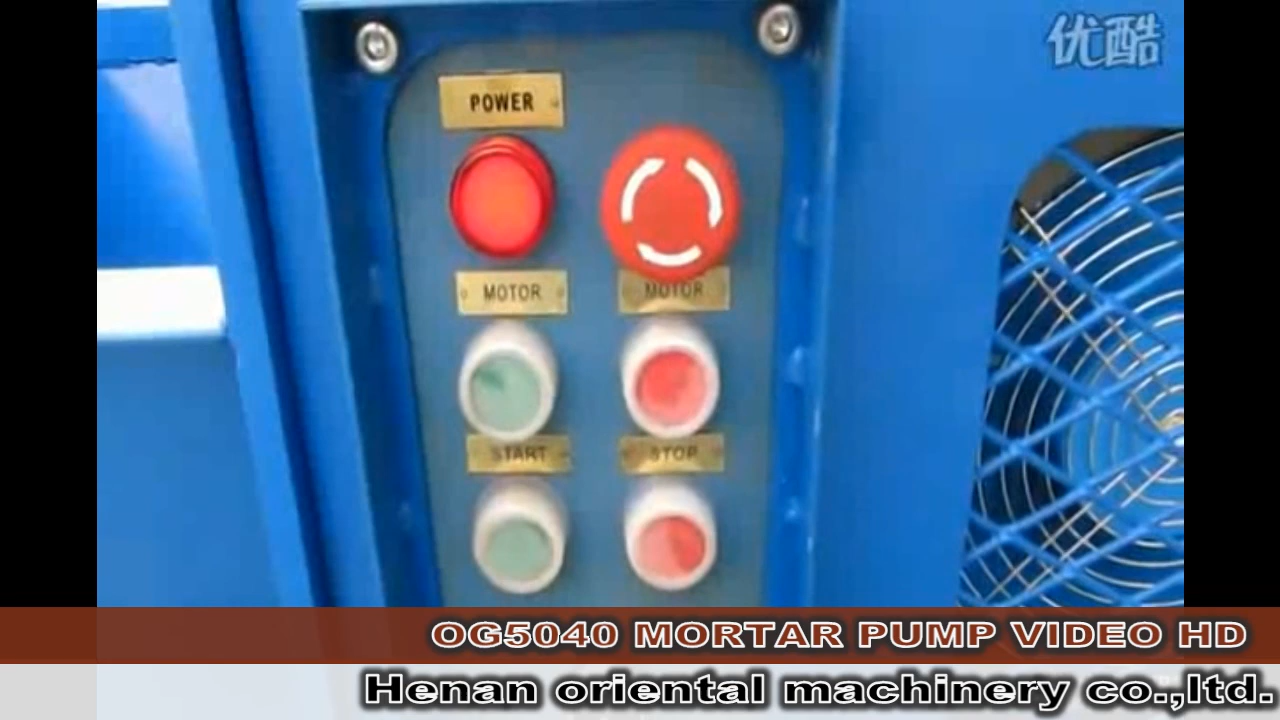 优酷
POWER
MOTOR MOTOR
START STOP
OG5040 MORTAR PUMP VIDEO HD
Henan oriental machinery co.,ltd.